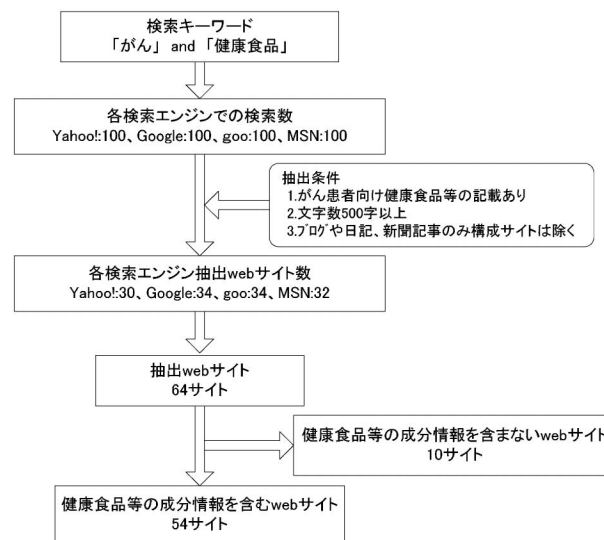 検索キーワード
「がん」 and 「健康食品」
各検索エンジンでの検索数
Yahoo!:100、Google:100、goo:100、MSN:100
抽出条件
1.がん患者向け健康食品等の記載あり
2.文字数500字以上
3.ブログや日記、新聞記事のみ構成サイトは除く
各検索エンジン抽出webサイト数
Yahoo!:30、Google:34、goo:34、MSN:32
抽出webサイト
64サイト
健康食品等の成分情報を含まないwebサイト
10サイト
健康食品等の成分情報を含むwebサイト
54サイト